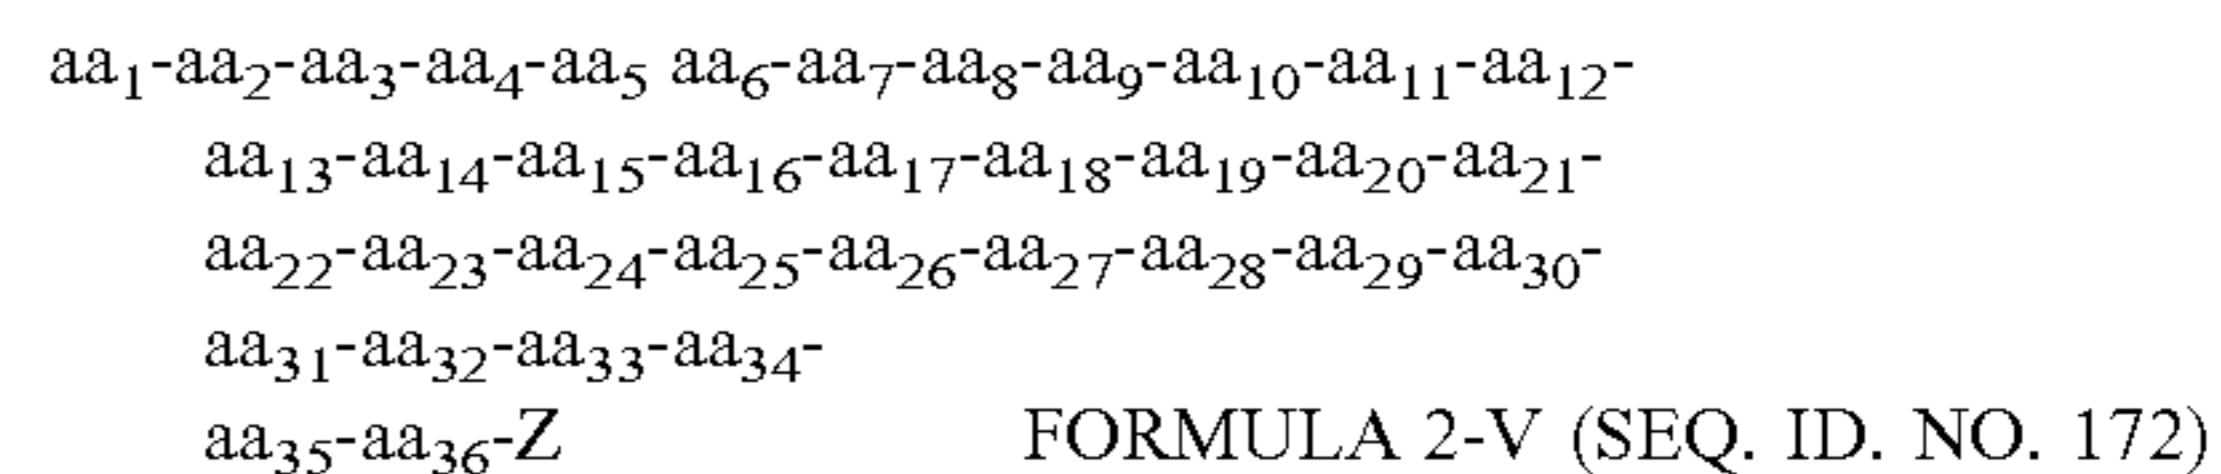 aa₁-aa₂-aa₃-aa₄-aa₅ aa₆-aa₇-aa₈-aa₉-aa₁₀-aa₁₁-aa₁₂-
aa₁₃-aa₁₄-aa₁₅-aa₁₆-aa₁₇-aa₁₈-aa₁₉-aa₂₀-aa₂₁-
aa₂₂-aa₂₃-aa₂₄-aa₂₅-aa₂₆-aa₂₇-aa₂₈-aa₂₉-aa₃₀-
aa₃₁-aa₃₂-aa₃₃-aa₃₄-
aa₃₅-aa₃₆-Z FORMULA 2-V (SEQ. ID. NO. 172)